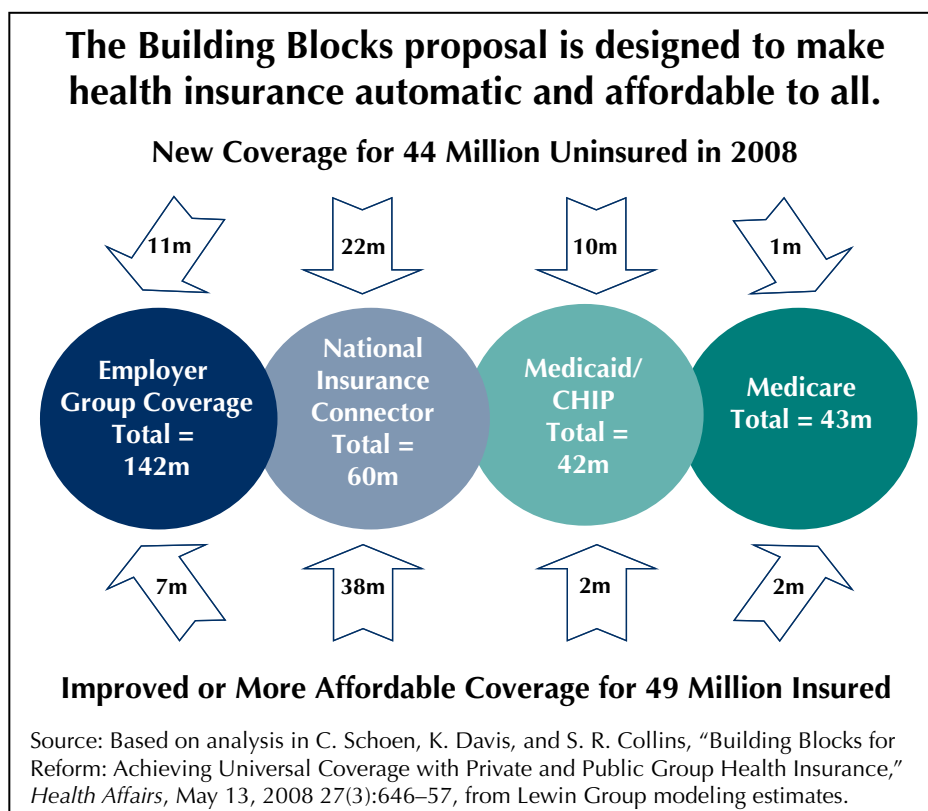 The Building Blocks proposal is designed to make
health insurance automatic and affordable to all.
New Coverage for 44 Million Uninsured in 2008
11m
22m
10m
1m
Employer
Group Coverage
Total =
142m
National
Insurance
Connector
Total =
60m
Medicaid/
CHIP
Total =
42m
Medicare
Total = 43m
7m
38m
2m
2m
Improved or More Affordable Coverage for 49 Million Insured
Source: Based on analysis in C. Schoen, K. Davis, and S. R. Collins, “Building Blocks for
Reform: Achieving Universal Coverage with Private and Public Group Health Insurance,”
Health Affairs, May 13, 2008 27(3):646–57, from Lewin Group modeling estimates.